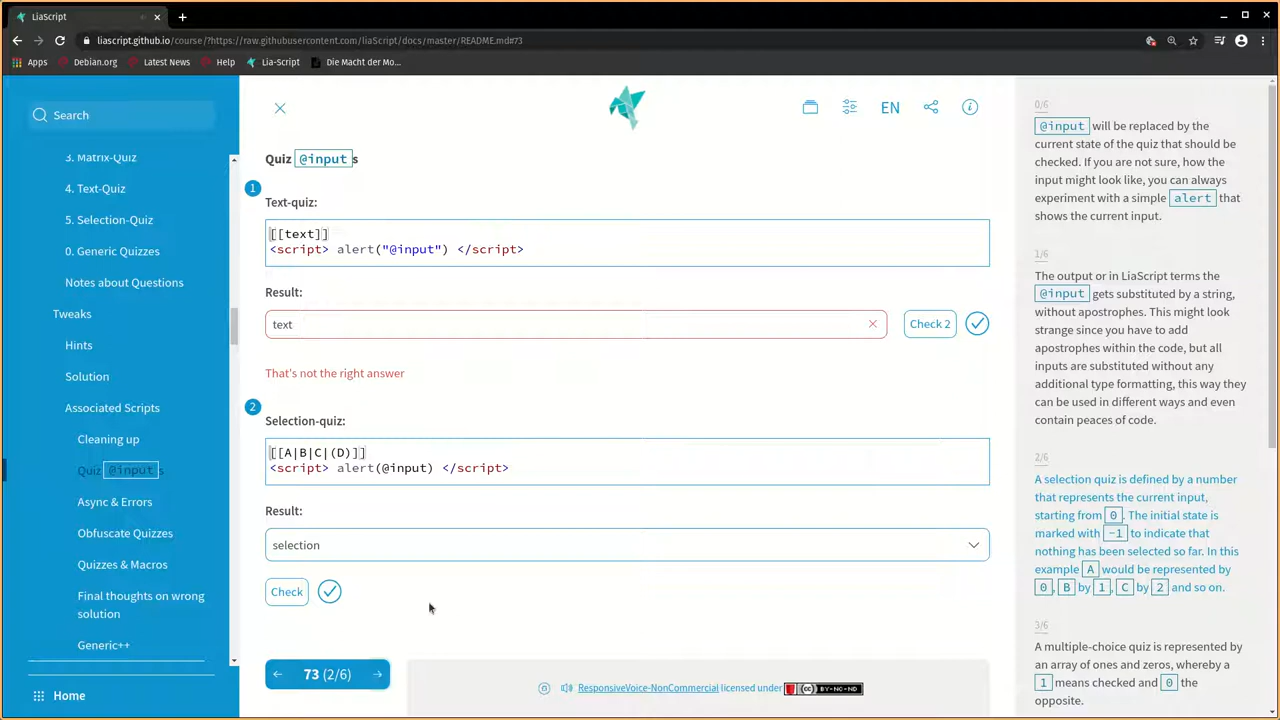 LiaScript
liascript.github.io/course/?https://raw.githubusercontent.com/liaScript/docs/master/README.md#73
Apps
Debian.org
Latest News
Help
Lia-Script
Die Macht der Mo...
Search
3. Matrix-Quiz
4. Text-Quiz
5. Selection-Quiz
0. Generic Quizzes
Notes about Questions
Tweaks
Hints
Solution
Associated Scripts
Cleaning up
Quiz @input s
Async & Errors
Obfuscate Quizzes
Quizzes & Macros
Final thoughts on wrong
solution
Generic++
Home
EN
Quiz @input s
1
Text-quiz:
[[text]]
<script> alert("@input") </script>
Result:
text
Check 2
That's not the right answer
2
Selection-quiz:
[[A|B|C|(D)]]
<script> alert(@input) </script>
Result:
selection
Check
73 (2/6)
ResponsiveVoice-NonCommercial licensed under
CC BY-NC-ND
0/6
@input will be replaced by the
current state of the quiz that should be
checked. If you are not sure, how the
input might look like, you can always
experiment with a simple alert that
shows the current input.
1/6
The output or in LiaScript terms the
@input gets substituted by a string,
without apostrophes. This might look
strange since you have to add
apostrophes within the code, but all
inputs are substituted without any
additional type formatting, this way they
can be used in different ways and even
contain peaces of code.
2/6
A selection quiz is defined by a number
that represents the current input,
starting from 0. The initial state is
marked with -1 to indicate that
nothing has been selected so far. In this
example A would be represented by
0, B by 1, C by 2 and so on.
3/6
A multiple-choice quiz is represented by
an array of ones and zeros, whereby a
1 means checked and 0 the
opposite.